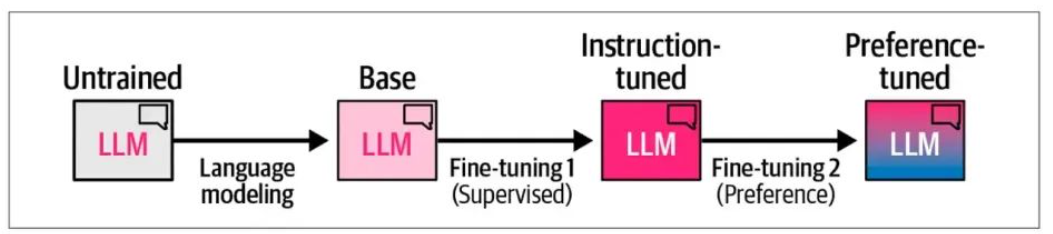 Untrained
LLM
Language
modeling
Base
LLM
Fine-tuning 1
(Supervised)
Instruction-
tuned
LLM
Fine-tuning 2
(Preference)
Preference-
tuned
LLM